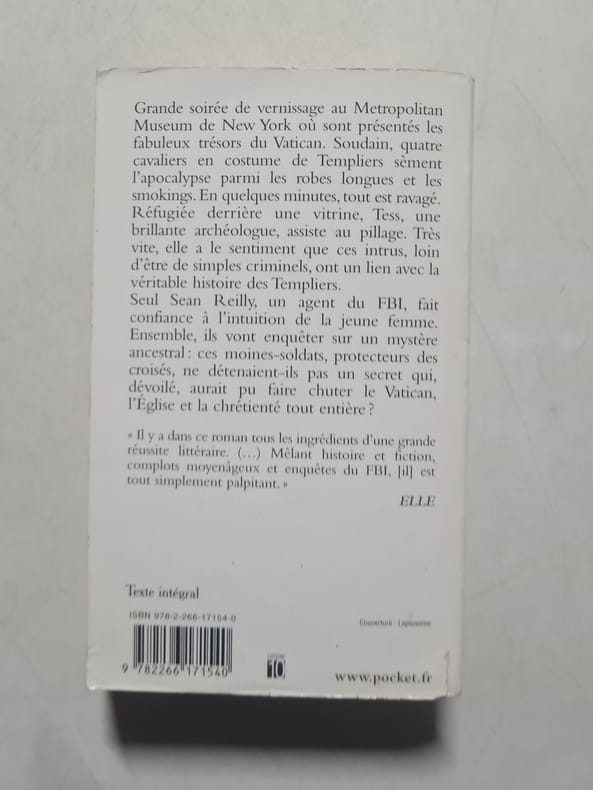 Grande soirée de vernissage au Metropolitan
Museum de New York où sont présentés les
fabuleux trésors du Vatican. Soudain, quatre
cavaliers en costume de Templiers sèment
l'apocalypse parmi les robes longues et les
smokings. En quelques minutes, tout est ravagé.
Réfugiée derrière une vitrine, Tess, une
brillante archéologue, assiste au pillage. Très
vite, elle a le sentiment que ces intrus, loin
d'être de simples criminels, ont un lien avec la
véritable histoire des Templiers.
Seul Sean Reilly, un agent du FBI, fait
confiance à l'intuition de la jeune femme.
Ensemble, ils vont enquêter sur un mystère
ancestral : ces moines-soldats, protecteurs des
croisés, ne détenaient-ils pas un secret qui,
dévoilé, aurait pu faire chuter le Vatican,
l'Église et la chrétienté tout entière ?
« Il y a dans ce roman tous les ingrédients d'une grande
réussite littéraire. (...) Mêlant histoire et fiction,
complots moyenâgeux et enquêtes du FBI, [il] est
tout simplement palpitant. »
ELLE
Texte intégral
ISBN 978-2-266-17154-0
Couverture : Leptosome
9 782266 171540
10
www.pocket.fr